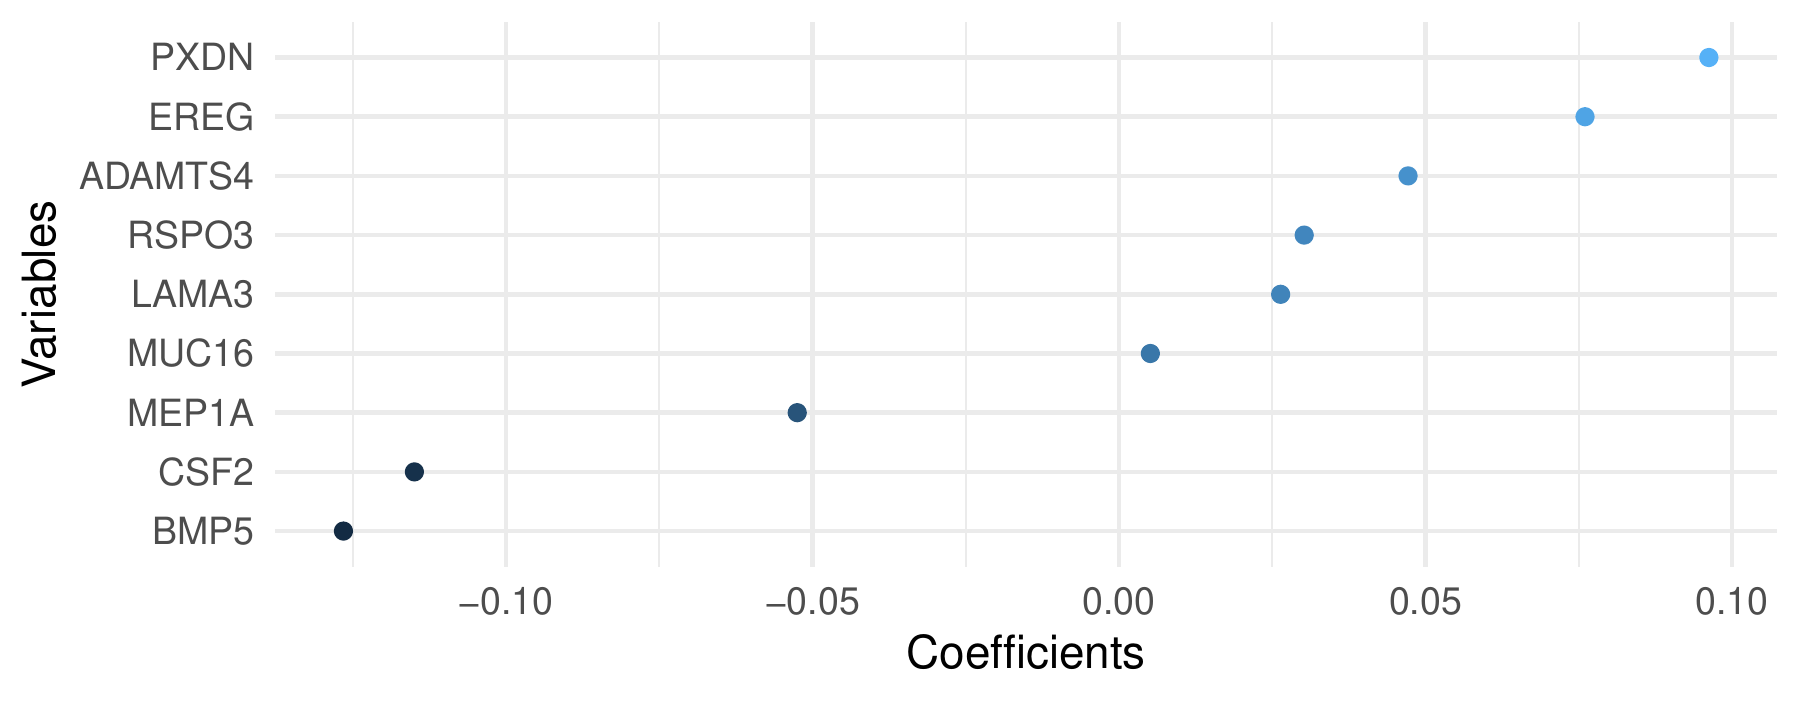 Variables
PXDN
EREG
ADAMTS4
RSPO3
LAMA3
MUC16
MEP1A
CSF2
BMP5
−0.10 −0.05 0.00 0.05 0.10
Coefficients